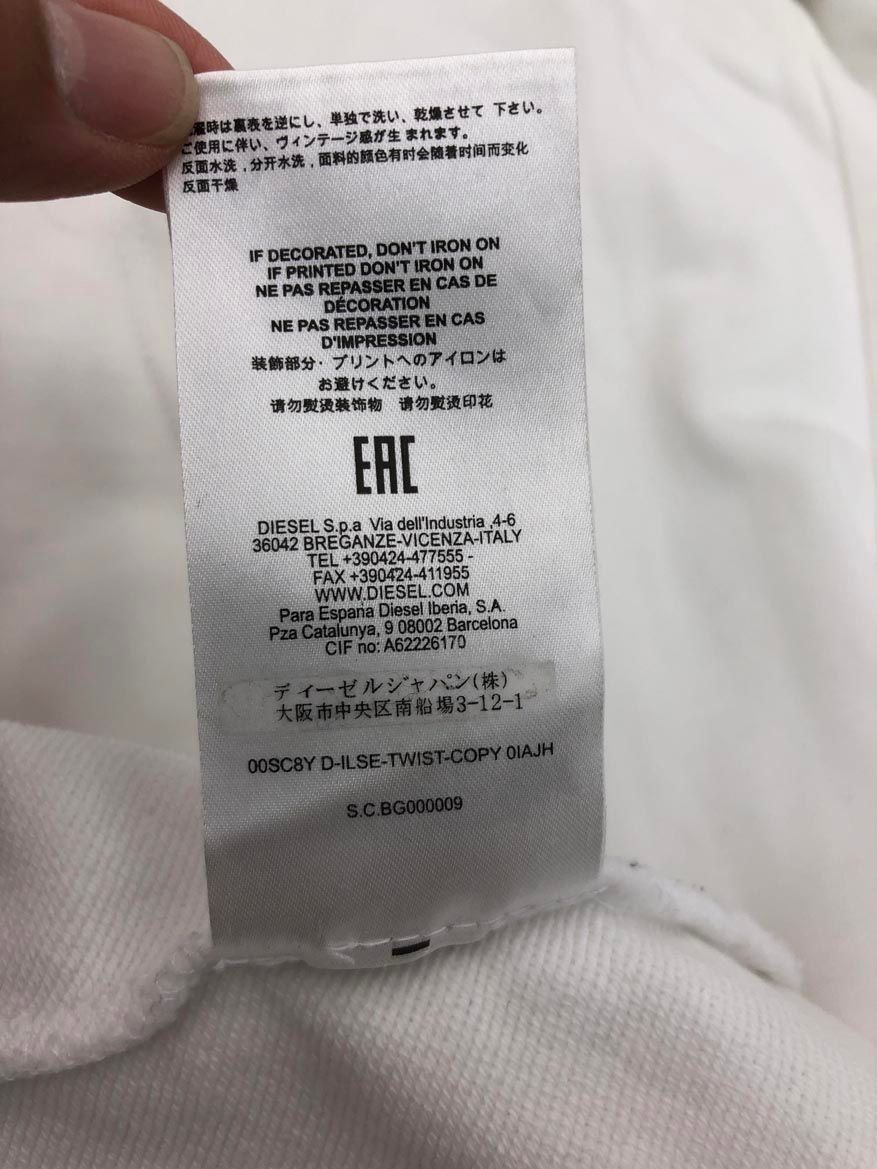 濯時は裏表を逆にし、単独で洗い、乾燥させて 下さい。
ご使用に伴い、ヴィンテージ感が生 まれます。
反面水洗，分开水洗，面料的颜色有时会随着时间而变化
反面干燥
IF DECORATED, DON'T IRON ON
IF PRINTED DON'T IRON ON
NE PAS REPASSER EN CAS DE
DÉCORATION
NE PAS REPASSER EN CAS
D'IMPRESSION
装飾部分・プリントへのアイロンは
お避けください。
请勿熨烫装饰物 请勿熨烫印花
EAC
DIESEL S.p.a Via dell'Industria ,4-6
36042 BREGANZE-VICENZA-ITALY
TEL +390424-477555 -
FAX +390424-411955
WWW.DIESEL.COM
Para Espana Diesel Iberia, S.A.
Pza Catalunya, 9 08002 Barcelona
CIF no: A62226170
ディーゼルジャパン(株)
大阪市中央区南船場3-12-1
00SC8Y D-ILSE-TWIST-COPY 0IAJH
S.C.BG000009